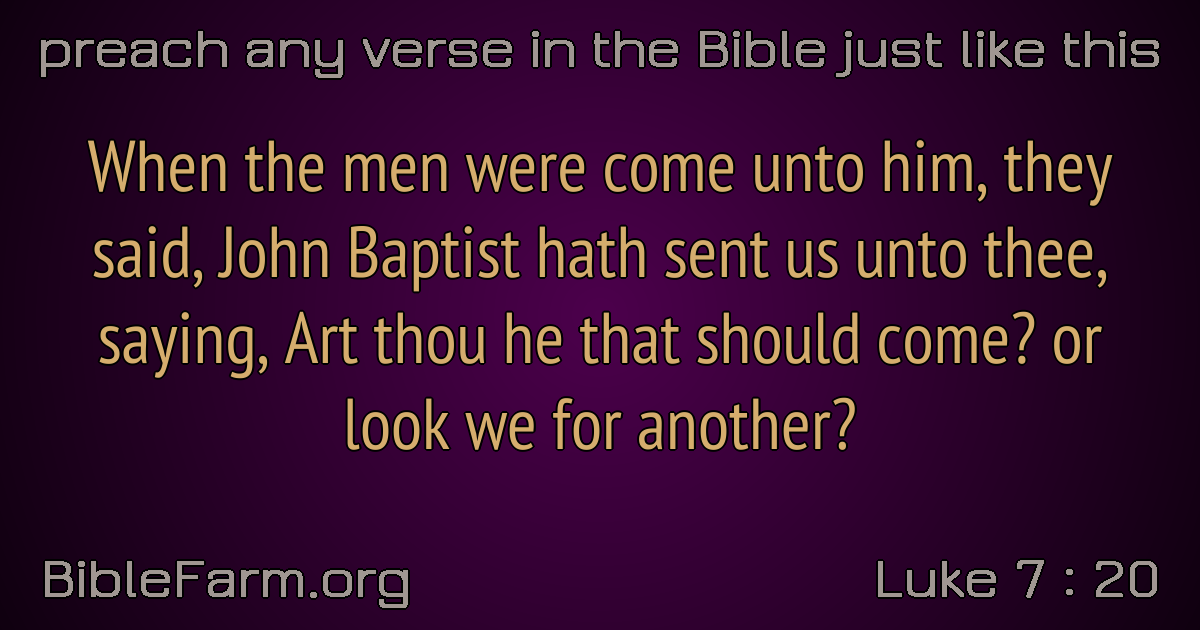 preach any verse in the Bible just like this
When the men were come unto him, they
said, John Baptist hath sent us unto thee,
saying, Art thou he that should come? or
look we for another?
BibleFarm.org
Luke 7 : 20